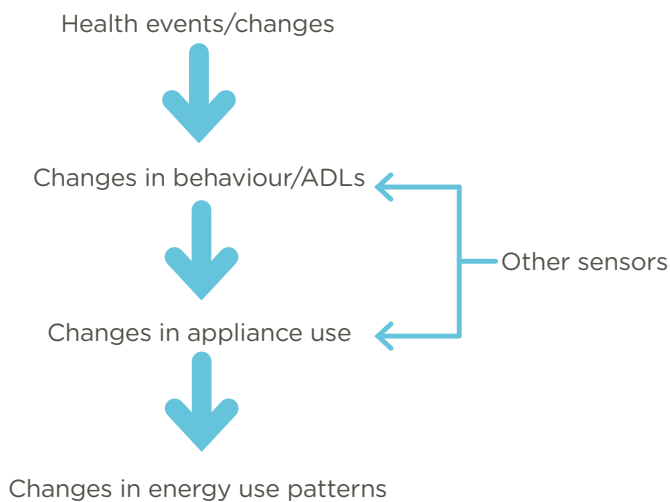 Health events/changes
Changes in behaviour/ADLs
Other sensors
Changes in appliance use
Changes in energy use patterns